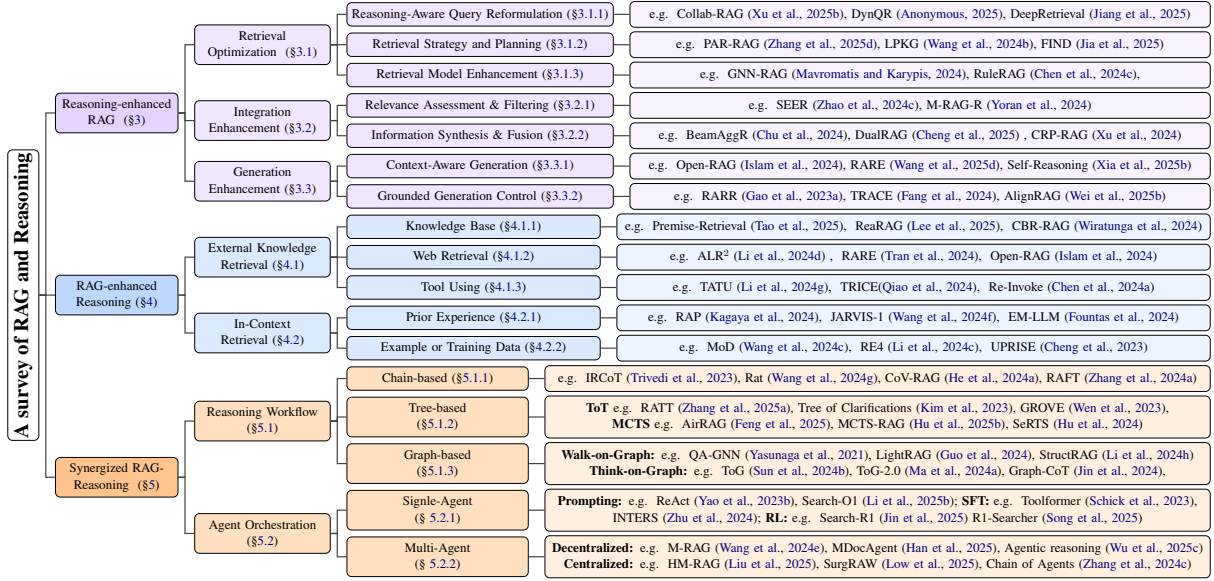 A survey of RAG and Reasoning
Reasoning-enhanced
RAG (§3)
Retrieval
Optimization (§3.1)
Reasoning-Aware Query Reformulation (§3.1.1)
e.g. Collab-RAG (Xu et al., 2025b), DynQR (Anonymous, 2025), DeepRetrieval (Jiang et al., 2025)
Retrieval Strategy and Planning (§3.1.2)
e.g. PAR-RAG (Zhang et al., 2025d), LPKG (Wang et al., 2024b), FIND (Jia et al., 2025)
Retrieval Model Enhancement (§3.1.3)
e.g. GNN-RAG (Mavromatis and Karypis, 2024), RuleRAG (Chen et al., 2024c),
Integration
Enhancement (§3.2)
Relevance Assessment & Filtering (§3.2.1)
e.g. SEER (Zhao et al., 2024c), M-RAG-R (Yoran et al., 2024)
Information Synthesis & Fusion (§3.2.2)
e.g. BeamAggR (Chu et al., 2024), DualRAG (Cheng et al., 2025) , CRP-RAG (Xu et al., 2024)
Generation
Enhancement (§3.3)
Context-Aware Generation (§3.3.1)
e.g. Open-RAG (Islam et al., 2024), RARE (Wang et al., 2025d), Self-Reasoning (Xia et al., 2025b)
Grounded Generation Control (§3.3.2)
e.g. RARR (Gao et al., 2023a), TRACE (Fang et al., 2024), AlignRAG (Wei et al., 2025b)
RAG-enhanced
Reasoning (§4)
External Knowledge
Retrieval (§4.1)
Knowledge Base (§4.1.1)
e.g. Premise-Retrieval (Tao et al., 2025), ReaRAG (Lee et al., 2025), CBR-RAG (Wiratunga et al., 2024)
Web Retrieval (§4.1.2)
e.g. ALR² (Li et al., 2024d) , RARE (Tran et al., 2024), Open-RAG (Islam et al., 2024)
Tool Using (§4.1.3)
e.g. TATU (Li et al., 2024g), TRICE(Qiao et al., 2024), Re-Invoke (Chen et al., 2024a)
In-Context
Retrieval (§4.2)
Prior Experience (§4.2.1)
e.g. RAP (Kagaya et al., 2024), JARVIS-1 (Wang et al., 2024f), EM-LLM (Fountas et al., 2024)
Example or Training Data (§4.2.2)
e.g. MoD (Wang et al., 2024c), RE4 (Li et al., 2024c), UPRISE (Cheng et al., 2023)
Synergized RAG-
Reasoning (§5)
Reasoning Workflow
(§5.1)
Chain-based (§5.1.1)
e.g. IRCoT (Trivedi et al., 2023), Rat (Wang et al., 2024g), CoV-RAG (He et al., 2024a), RAFT (Zhang et al., 2024a)
Tree-based
(§5.1.2)
ToT e.g. RATT (Zhang et al., 2025a), Tree of Clarifications (Kim et al., 2023), GROVE (Wen et al., 2023),
MCTS e.g. AirRAG (Feng et al., 2025), MCTS-RAG (Hu et al., 2025b), SeRTS (Hu et al., 2024)
Graph-based
(§5.1.3)
Walk-on-Graph: e.g. QA-GNN (Yasunaga et al., 2021), LightRAG (Guo et al., 2024), StructRAG (Li et al., 2024h)
Think-on-Graph: e.g. ToG (Sun et al., 2024b), ToG-2.0 (Ma et al., 2024a), Graph-CoT (Jin et al., 2024),
Agent Orchestration
(§5.2)
Signle-Agent
(§ 5.2.1)
Prompting: e.g. ReAct (Yao et al., 2023b), Search-O1 (Li et al., 2025b); SFT: e.g. Toolformer (Schick et al., 2023),
INTERS (Zhu et al., 2024); RL: e.g. Search-R1 (Jin et al., 2025) R1-Searcher (Song et al., 2025)
Multi-Agent
(§ 5.2.2)
Decentralized: e.g. M-RAG (Wang et al., 2024e), MDocAgent (Han et al., 2025), Agentic reasoning (Wu et al., 2025c)
Centralized: e.g. HM-RAG (Liu et al., 2025), SurgRAW (Low et al., 2025), Chain of Agents (Zhang et al., 2024c)